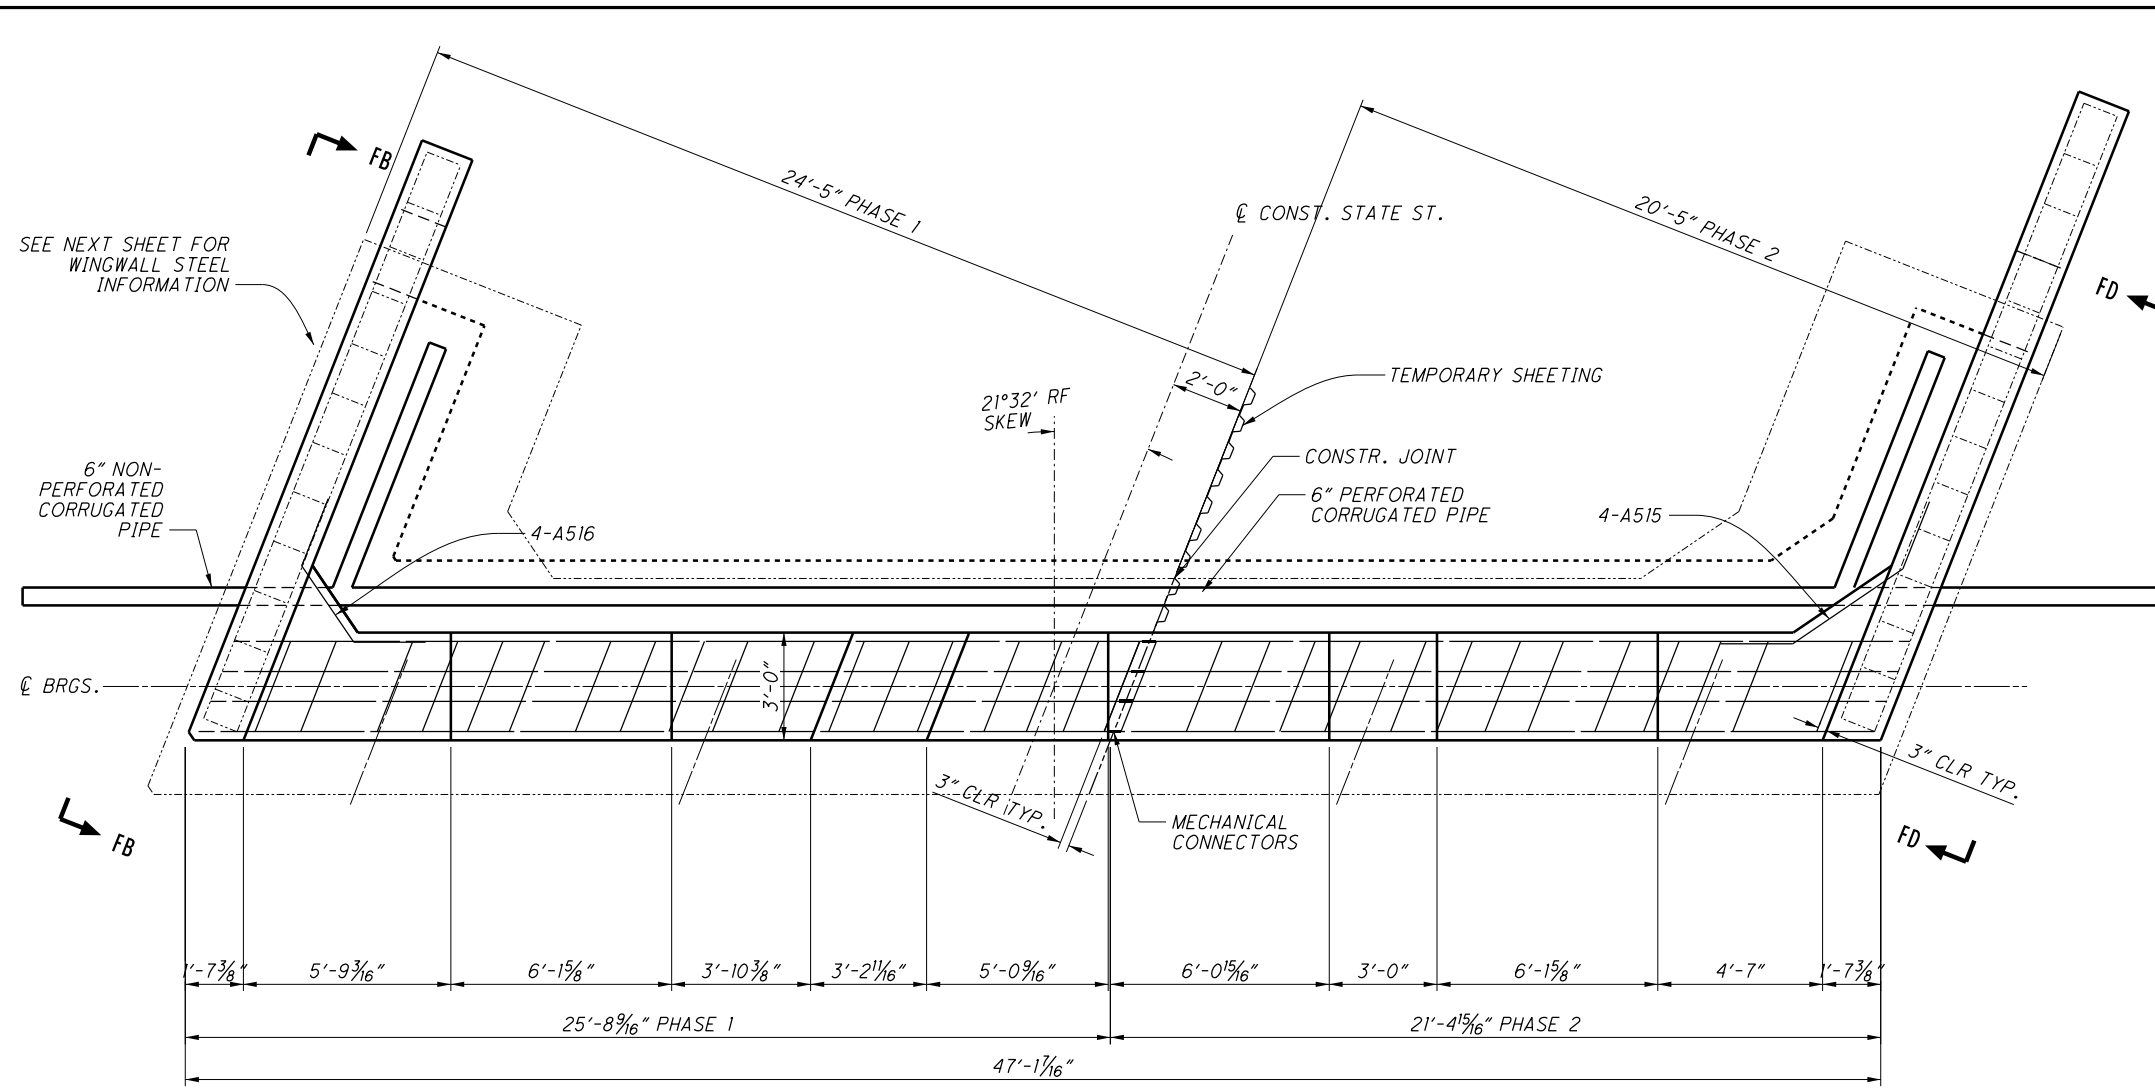 FB
24'-5" PHASE 1
℄ CONST. STATE ST.
20'-5" PHASE 2
SEE NEXT SHEET FOR
WINGWALL STEEL
INFORMATION
FD
2'-0"
TEMPORARY SHEETING
21°32' RF
SKEW
CONSTR. JOINT
6" NON-
PERFORATED
CORRUGATED
PIPE
6" PERFORATED
CORRUGATED PIPE
4-A516
4-A515
℄ BRGS.
3'-0"
3" CLR TYP.
3" CLR TYP.
MECHANICAL
CONNECTORS
FB
FD
1'-7⅜" 5'-9³⁄₁₆" 6'-1⅝" 3'-10⅜" 3'-2¹¹⁄₁₆" 5'-0⁹⁄₁₆" 6'-0¹⁵⁄₁₆" 3'-0" 6'-1⅝" 4'-7" 1'-7⅜"
25'-8⁹⁄₁₆" PHASE 1 21'-4¹⁵⁄₁₆" PHASE 2
47'-1⁷⁄₁₆"